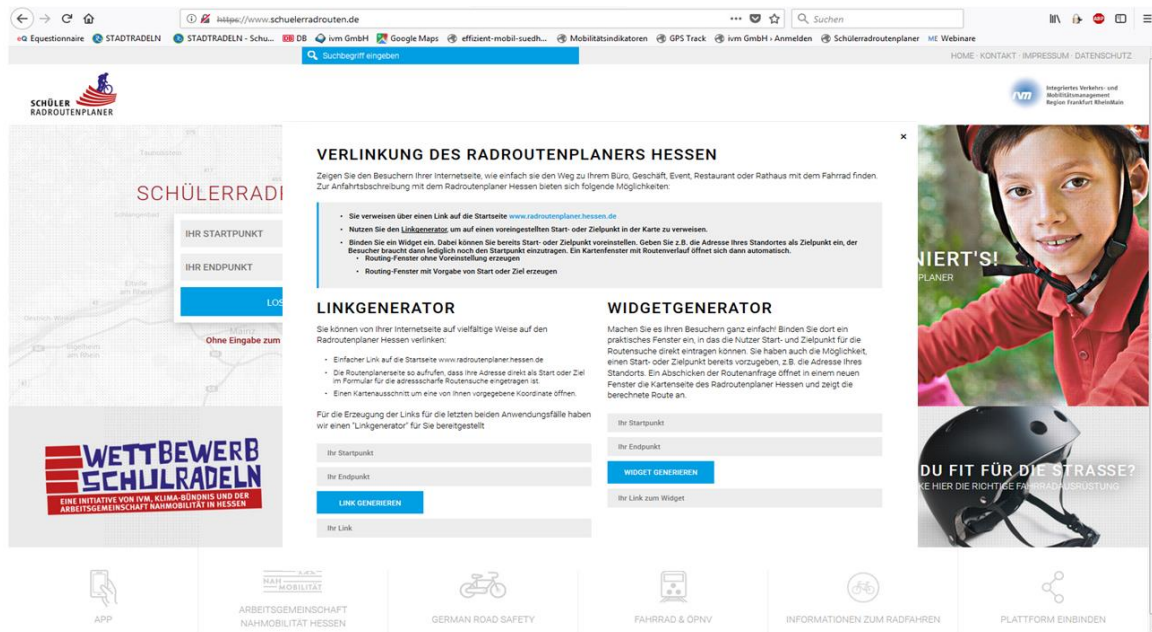 https://www.schuelerradrouten.de
Suchen
Equestionnaire
STADTRADELN
STADTRADELN - Schu...
DB
ivm GmbH
Google Maps
effizient-mobil-suedh...
Mobilitätsindikatoren
GPS Track
ivm GmbH › Anmelden
Schülerradroutenplaner
ME Webinare
Suchbegriff eingeben
HOME · KONTAKT · IMPRESSUM · DATENSCHUTZ
SCHÜLER
RADROUTENPLANER
ivm
Integriertes Verkehrs- und
Mobilitätsmanagement
Region Frankfurt RheinMain
SCHÜLERRADR
IHR STARTPUNKT
IHR ENDPUNKT
LOS
Mainz
Ohne Eingabe zum
VERLINKUNG DES RADROUTENPLANERS HESSEN
Zeigen Sie den Besuchern Ihrer Internetseite, wie einfach sie den Weg zu Ihrem Büro, Geschäft, Event, Restaurant oder Rathaus mit dem Fahrrad finden.
Zur Anfahrtsbeschreibung mit dem Radroutenplaner Hessen bieten sich folgende Möglichkeiten:
• Sie verweisen über einen Link auf die Startseite www.radroutenplaner.hessen.de
• Nutzen Sie den Linkgenerator, um auf einen voreingestellten Start- oder Zielpunkt in der Karte zu verweisen.
• Binden Sie ein Widget ein. Dabei können Sie bereits Start- oder Zielpunkt voreinstellen. Geben Sie z.B. die Adresse Ihres Standortes als Zielpunkt ein, der
Besucher braucht dann lediglich noch den Startpunkt einzutragen. Ein Kartenfenster mit Routenverlauf öffnet sich dann automatisch.
• Routing-Fenster ohne Voreinstellung erzeugen
• Routing-Fenster mit Vorgabe von Start oder Ziel erzeugen
LINKGENERATOR
Sie können von Ihrer Internetseite auf vielfältige Weise auf den
Radroutenplaner Hessen verlinken:
• Einfacher Link auf die Startseite www.radroutenplaner.hessen.de
• Die Routenplanerseite so aufrufen, dass Ihre Adresse direkt als Start oder Ziel
im Formular für die adressscharfe Routensuche eingetragen ist.
• Einen Kartenausschnitt um eine von Ihnen vorgegebene Koordinate öffnen.
Für die Erzeugung der Links für die letzten beiden Anwendungsfälle haben
wir einen "Linkgenerator" für Sie bereitgestellt
Ihr Startpunkt
Ihr Endpunkt
LINK GENERIEREN
Ihr Link
WIDGETGENERATOR
Machen Sie es Ihren Besuchern ganz einfach! Binden Sie dort ein
praktisches Fenster ein, in das die Nutzer Start- und Zielpunkt für die
Routensuche direkt eintragen können. Sie haben auch die Möglichkeit,
einen Start- oder Zielpunkt bereits vorzugeben, z.B. die Adresse Ihres
Standorts. Ein Abschicken der Routenanfrage öffnet in einem neuen
Fenster die Kartenseite des Radroutenplaner Hessen und zeigt die
berechnete Route an.
Ihr Startpunkt
Ihr Endpunkt
WIDGET GENERIEREN
Ihr Link zum Widget
NIERT'S!
PLANER
WETTBEWERB
SCHULRADELN
EINE INITIATIVE VON IVM, KLIMA-BÜNDNIS UND DER
ARBEITSGEMEINSCHAFT NAHMOBILITÄT IN HESSEN
DU FIT FÜR DIE STRASSE?
KE HIER DIE RICHTIGE FAHRRADAUSRÜSTUNG
APP
NAH
MOBILITÄT
ARBEITSGEMEINSCHAFT
NAHMOBILITÄT HESSEN
GERMAN ROAD SAFETY
FAHRRAD & ÖPNV
INFORMATIONEN ZUM RADFAHREN
PLATTFORM EINBINDEN